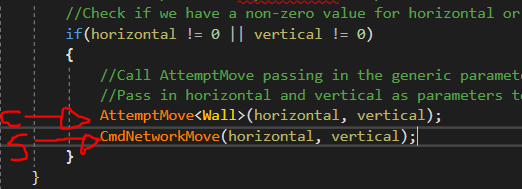 //Check if we have a non-zero value for horizontal or
if(horizontal != 0 || vertical != 0)
{
//Call AttemptMove passing in the generic paramete
//Pass in horizontal and vertical as parameters t
C AttemptMove<Wall>(horizontal, vertical);
S CmdNetworkMove(horizontal, vertical);
}
}